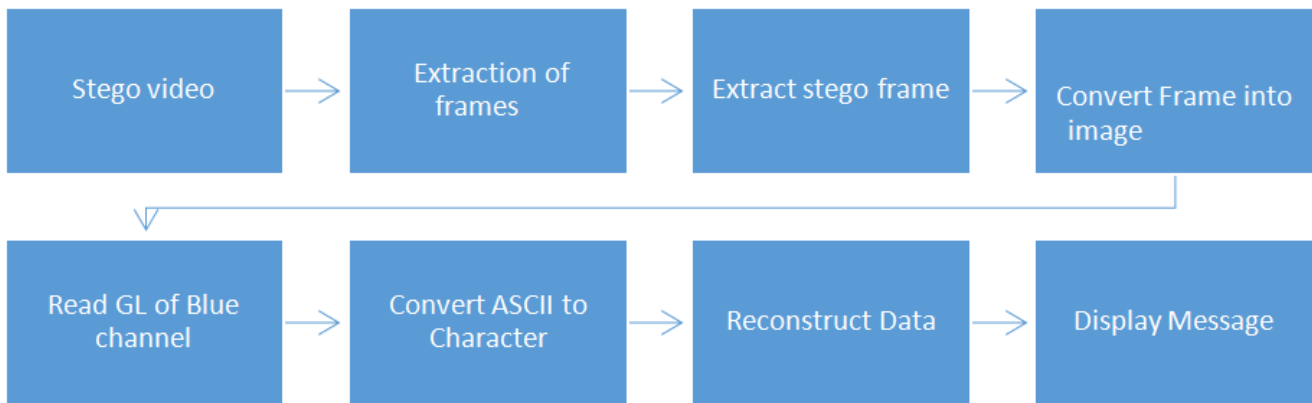 Stego video
Extraction of
frames
Extract stego frame
Convert Frame into
image
Read GL of Blue
channel
Convert ASCII to
Character
Reconstruct Data
Display Message